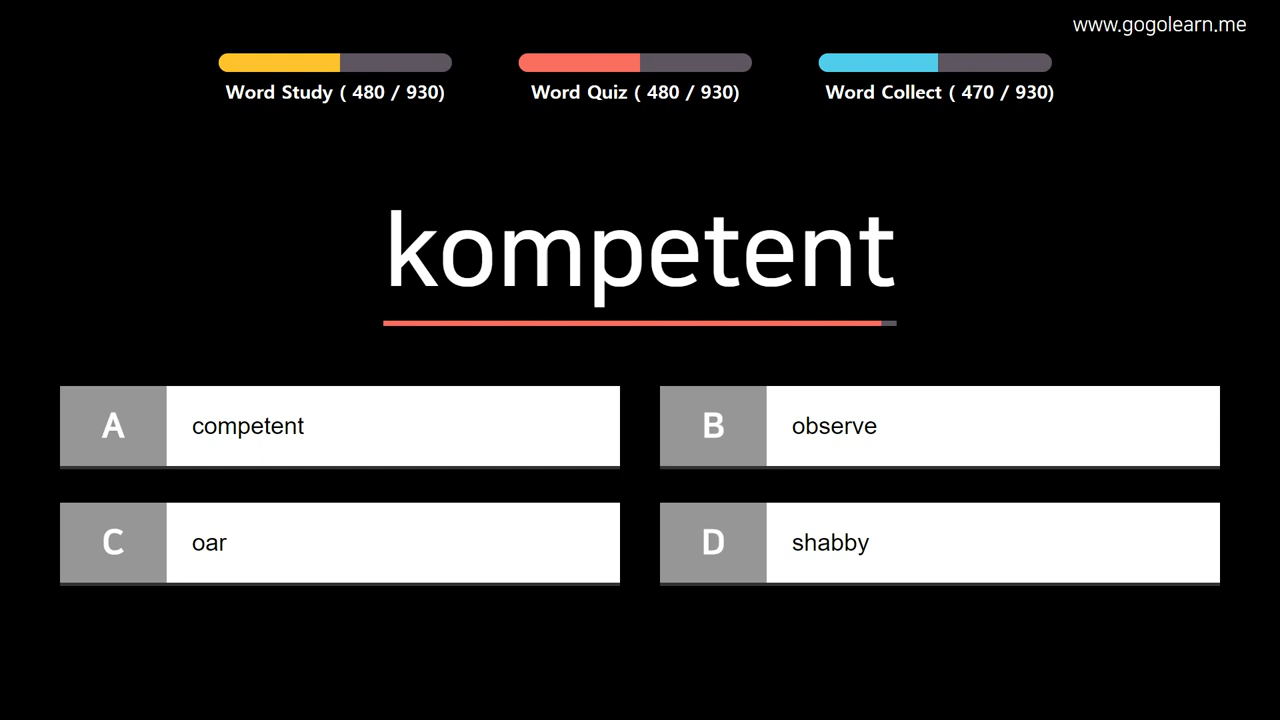 www.gogolearn.me
Word Study ( 480 / 930)
Word Quiz ( 480 / 930)
Word Collect ( 470 / 930)
kompetent
A competent
B observe
C oar
D shabby